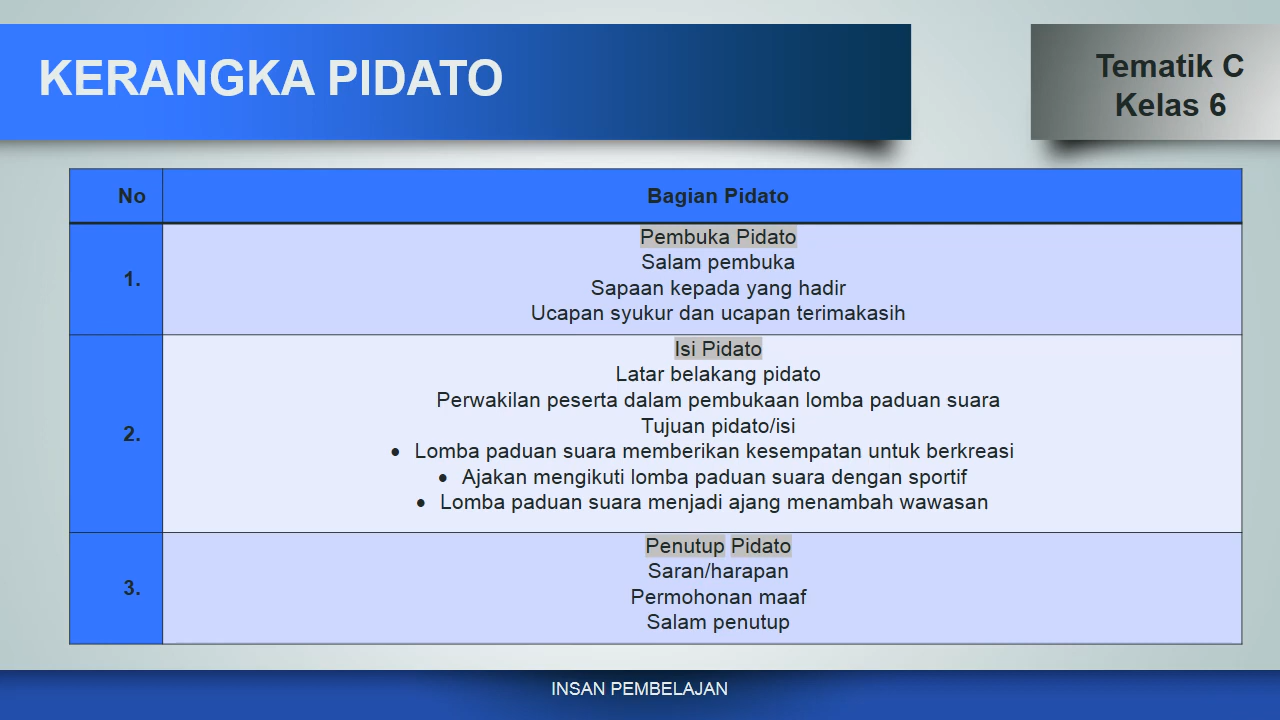 KERANGKA PIDATO
Tematik C
Kelas 6
No
Bagian Pidato
1.
Pembuka Pidato
Salam pembuka
Sapaan kepada yang hadir
Ucapan syukur dan ucapan terimakasih
2.
Isi Pidato
Latar belakang pidato
Perwakilan peserta dalam pembukaan lomba paduan suara
Tujuan pidato/isi
• Lomba paduan suara memberikan kesempatan untuk berkreasi
• Ajakan mengikuti lomba paduan suara dengan sportif
• Lomba paduan suara menjadi ajang menambah wawasan
3.
Penutup Pidato
Saran/harapan
Permohonan maaf
Salam penutup
INSAN PEMBELAJAN